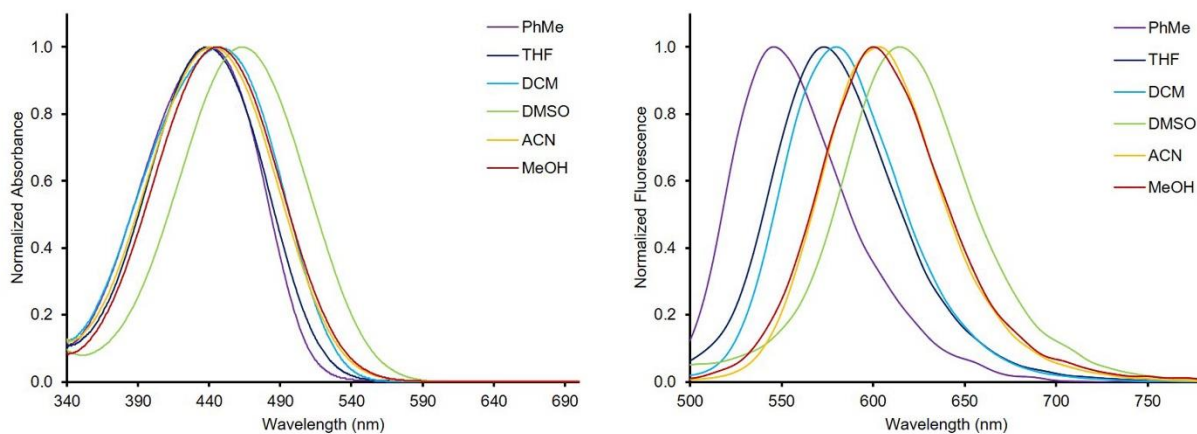 Normalized Absorbance
1.0
0.8
0.6
0.4
0.2
0.0
340 390 440 490 540 590 640 690
Wavelength (nm)
PhMe
THF
DCM
DMSO
ACN
MeOH
Normalized Fluorescence
1.0
0.8
0.6
0.4
0.2
0.0
500 550 600 650 700 750
Wavelength (nm)
PhMe
THF
DCM
DMSO
ACN
MeOH